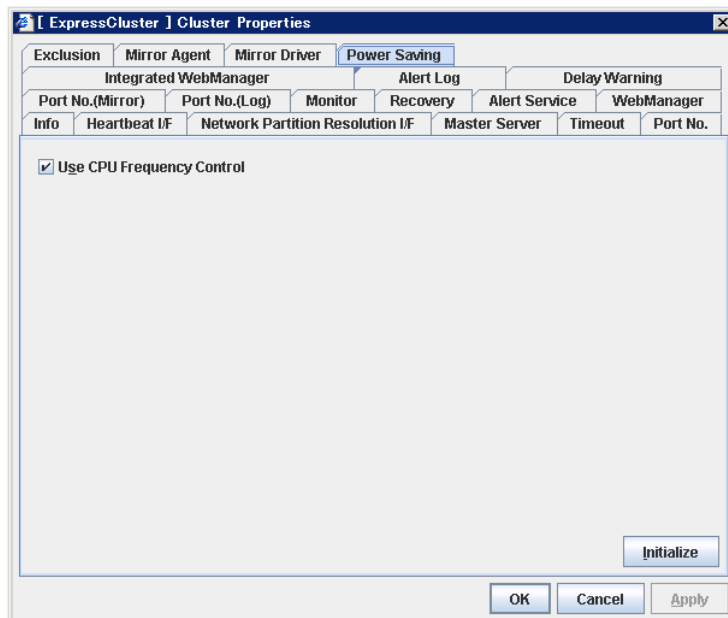 [ ExpressCluster ] Cluster Properties
Exclusion Mirror Agent Mirror Driver Power Saving
Integrated WebManager Alert Log Delay Warning
Port No.(Mirror) Port No.(Log) Monitor Recovery Alert Service WebManager
Info Heartbeat I/F Network Partition Resolution I/F Master Server Timeout Port No.
Use CPU Frequency Control
Initialize
OK Cancel Apply